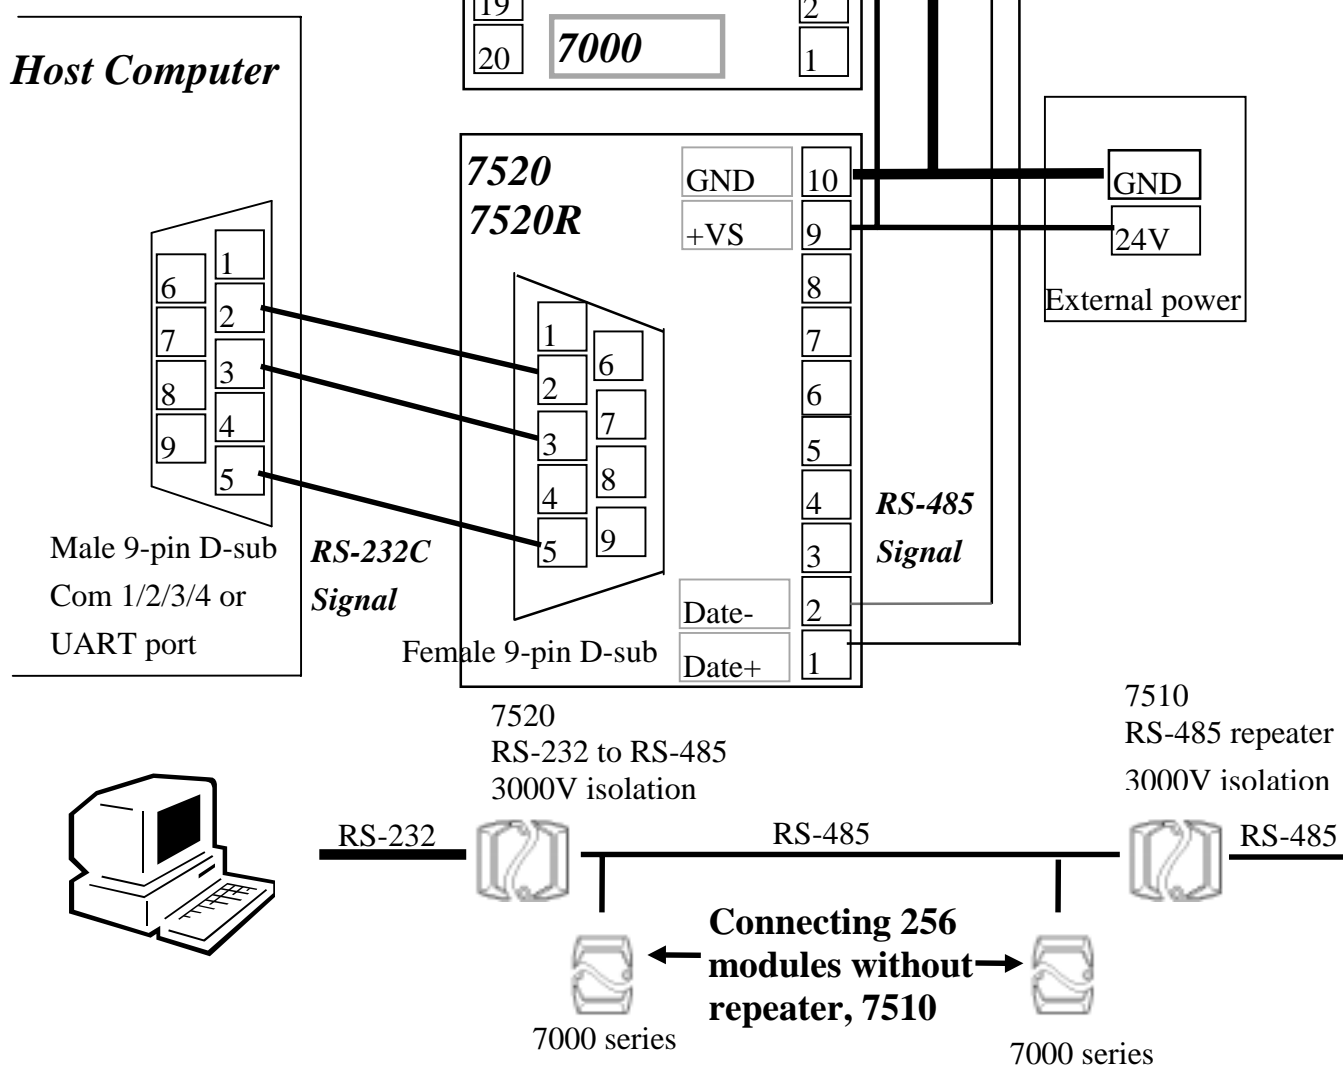 19
2
20
7000
1
Host Computer
7520
7520R
GND
10
GND
+VS
9
24V
External power
8
7
6
5
4
3
2
1
Date-
Date+
RS-485
Signal
1
2
3
4
5
6
7
8
9
1
2
3
4
5
6
7
8
9
Male 9-pin D-sub
Com 1/2/3/4 or
UART port
RS-232C
Signal
Female 9-pin D-sub
7520
RS-232 to RS-485
3000V isolation
7510
RS-485 repeater
3000V isolation
RS-232
RS-485
RS-485
Connecting 256
modules without
repeater, 7510
7000 series
7000 series